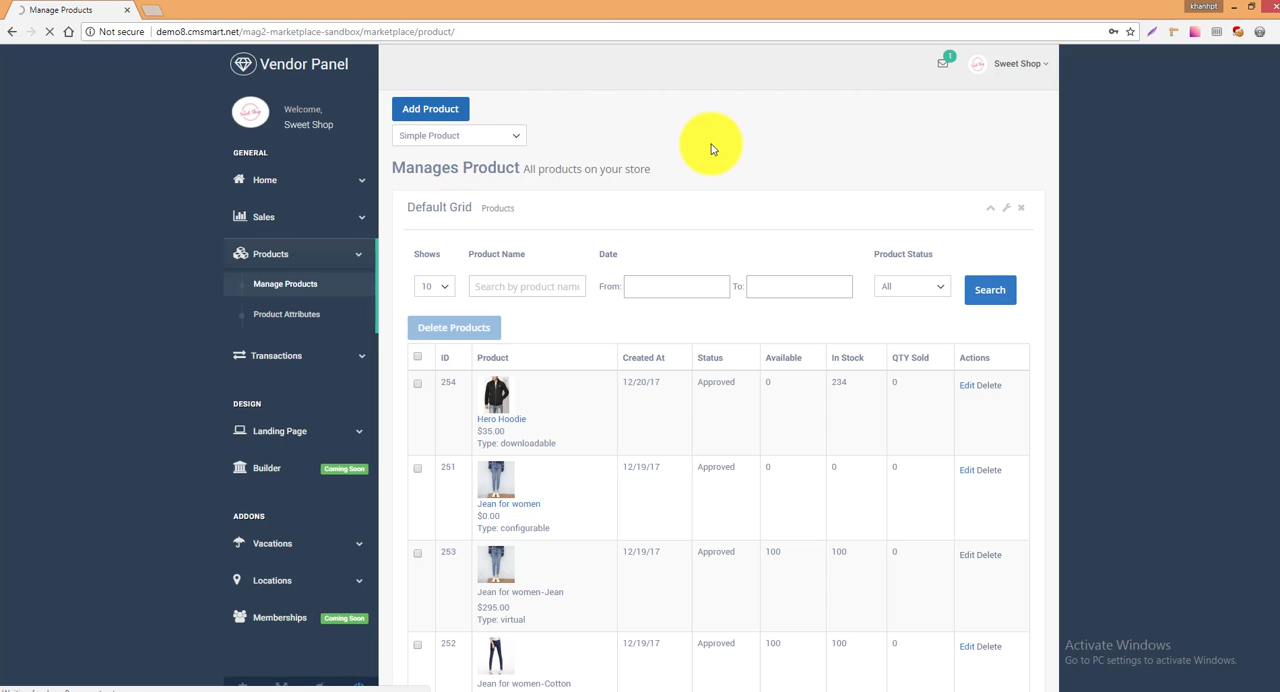 Manage Products
khanhpt
Not secure
demo8.cmsmart.net/mag2-marketplace-sandbox/marketplace/product/
Vendor Panel
1
Sweet Shop
Welcome,
Sweet Shop
GENERAL
Home
Sales
Products
Manage Products
Product Attributes
Transactions
DESIGN
Landing Page
Builder
Coming Soon
ADDONS
Vacations
Locations
Memberships
Coming Soon
Add Product
Simple Product
Manages Product All products on your store
Default Grid Products
Shows Product Name Date Product Status
10 Search by product name From: To: All Search
Delete Products
ID Product Created At Status Available In Stock QTY Sold Actions
254 12/20/17 Approved 0 234 0 Edit Delete
Hero Hoodie
$35.00
Type: downloadable
251 12/19/17 Approved 0 0 0 Edit Delete
Jean for women
$0.00
Type: configurable
253 12/19/17 Approved 100 100 0 Edit Delete
Jean for women-Jean
$295.00
Type: virtual
252 12/19/17 Approved 100 100 0 Edit Delete
Jean for women-Cotton
Activate Windows
Go to PC settings to activate Windows.